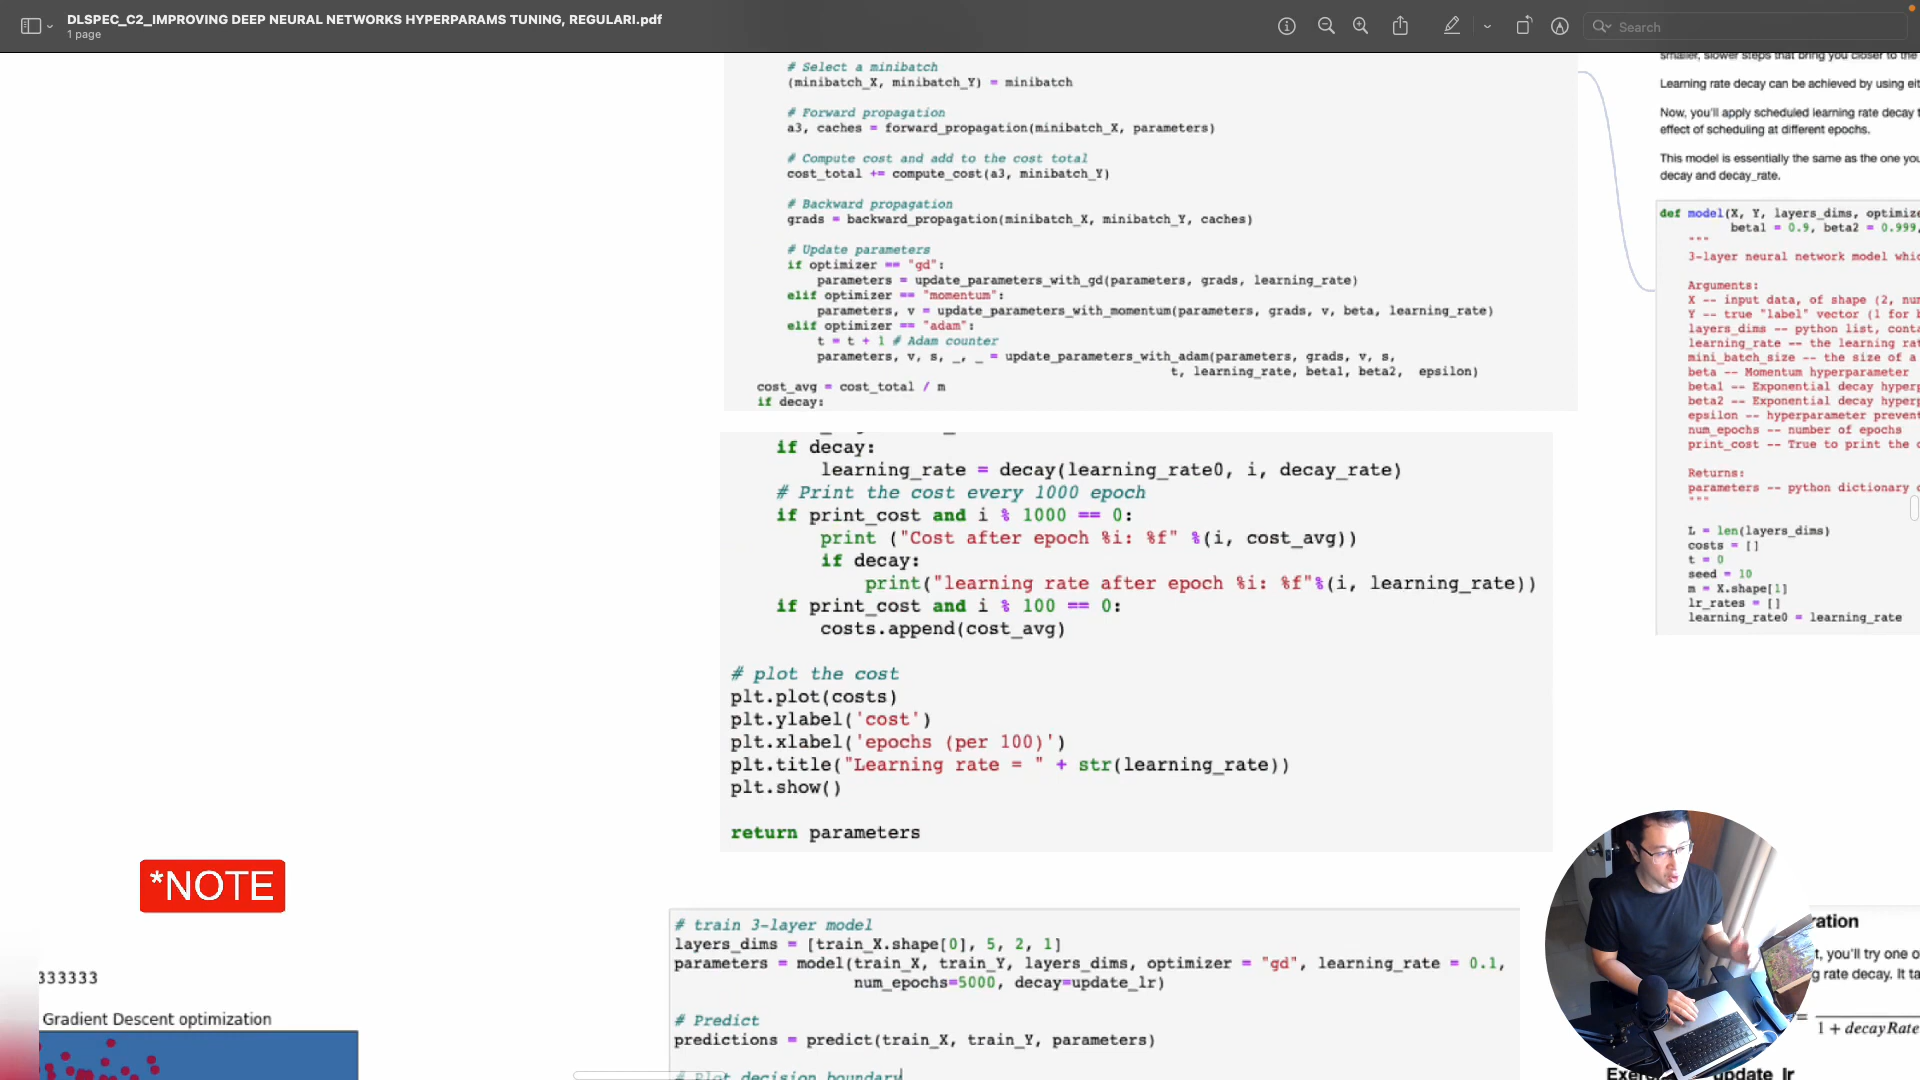 DLSPEC_C2_IMPROVING DEEP NEURAL NETWORKS HYPERPARAMS TUNING, REGULARI.pdf
1 page
Search
# Select a minibatch
(minibatch_X, minibatch_Y) = minibatch
# Forward propagation
a3, caches = forward_propagation(minibatch_X, parameters)
# Compute cost and add to the cost total
cost_total += compute_cost(a3, minibatch_Y)
# Backward propagation
grads = backward_propagation(minibatch_X, minibatch_Y, caches)
# Update parameters
if optimizer == "gd":
parameters = update_parameters_with_gd(parameters, grads, learning_rate)
elif optimizer == "momentum":
parameters, v = update_parameters_with_momentum(parameters, grads, v, beta, learning_rate)
elif optimizer == "adam":
t = t + 1 # Adam counter
parameters, v, s, _, _ = update_parameters_with_adam(parameters, grads, v, s,
t, learning_rate, beta1, beta2, epsilon)
cost_avg = cost_total / m
if decay:
if decay:
learning_rate = decay(learning_rate0, i, decay_rate)
# Print the cost every 1000 epoch
if print_cost and i % 1000 == 0:
print ("Cost after epoch %i: %f" %(i, cost_avg))
if decay:
print("learning rate after epoch %i: %f"%(i, learning_rate))
if print_cost and i % 100 == 0:
costs.append(cost_avg)
# plot the cost
plt.plot(costs)
plt.ylabel('cost')
plt.xlabel('epochs (per 100)')
plt.title("Learning rate = " + str(learning_rate))
plt.show()
return parameters
# train 3-layer model
layers_dims = [train_X.shape[0], 5, 2, 1]
parameters = model(train_X, train_Y, layers_dims, optimizer = "gd", learning_rate = 0.1,
num_epochs=5000, decay=update_lr)
# Predict
predictions = predict(train_X, train_Y, parameters)
# Plot decision boundary
*NOTE
333333
Gradient Descent optimization
smaller, slower steps that bring you closer to the
Learning rate decay can be achieved by using eit
Now, you'll apply scheduled learning rate decay t
effect of scheduling at different epochs.
This model is essentially the same as the one you
decay and decay_rate.
def model(X, Y, layers_dims, optimize
beta1 = 0.9, beta2 = 0.999,
"""
3-layer neural network model whic
Arguments:
X -- input data, of shape (2, num
Y -- true "label" vector (1 for b
layers_dims -- python list, conta
learning_rate -- the learning rat
mini_batch_size -- the size of a
beta -- Momentum hyperparameter
beta1 -- Exponential decay hyperp
beta2 -- Exponential decay hyperp
epsilon -- hyperparameter prevent
num_epochs -- number of epochs
print_cost -- True to print the c
Returns:
parameters -- python dictionary c
"""
L = len(layers_dims)
costs = []
t = 0
seed = 10
m = X.shape[1]
lr_rates = []
learning_rate0 = learning_rate
ration
t, you'll try one o
g rate decay. It ta
= 1 + decayRate
update_lr